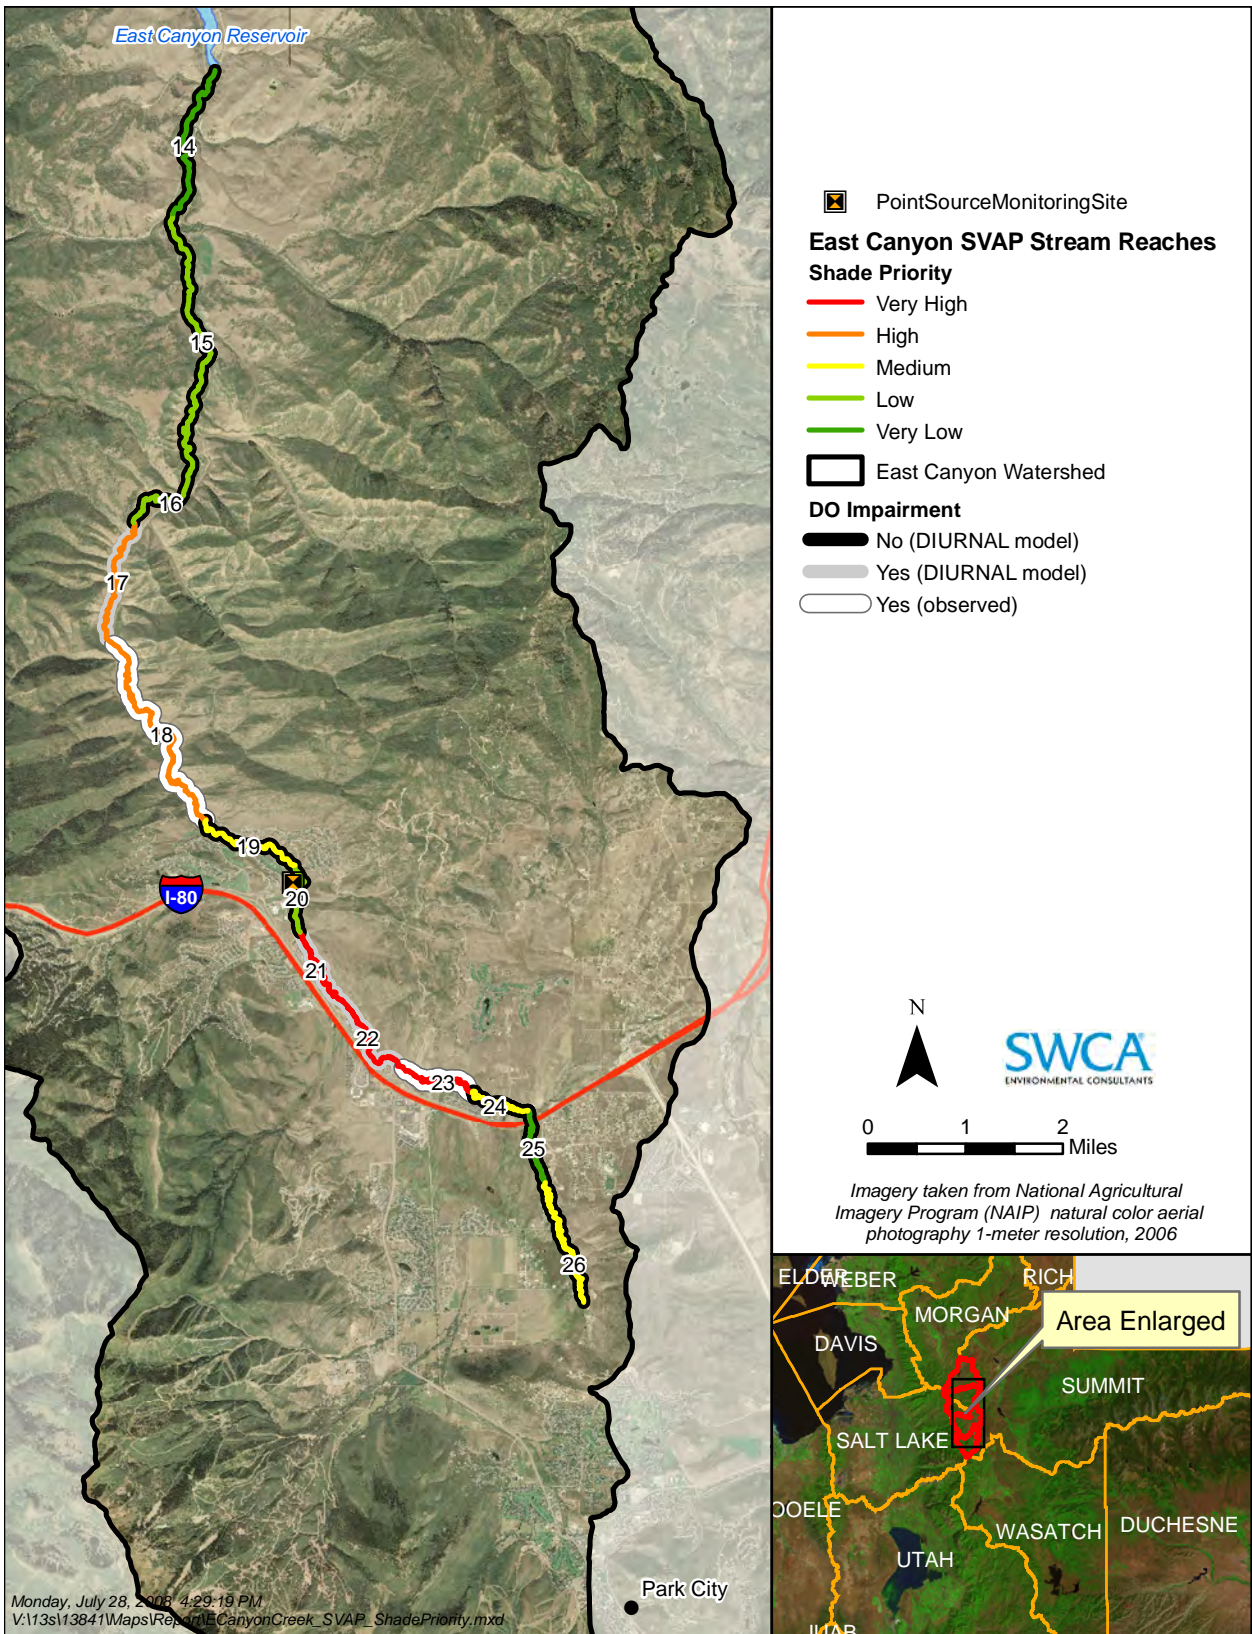 East Canyon Reservoir
14
15
16
17
18
19
I-80
20
21
22
23
24
25
26
Park City
Monday, July 28, 2008 4:29:19 PM
V:\13s\13841\Maps\Report\ECanyonCreek_SVAP_ShadePriority.mxd
PointSourceMonitoringSite
East Canyon SVAP Stream Reaches
Shade Priority
Very High
High
Medium
Low
Very Low
East Canyon Watershed
DO Impairment
No (DIURNAL model)
Yes (DIURNAL model)
Yes (observed)
N
SWCA
ENVIRONMENTAL CONSULTANTS
0 1 2
Miles
Imagery taken from National Agricultural
Imagery Program (NAIP) natural color aerial
photography 1-meter resolution, 2006
ELDER WEBER RICH
MORGAN
Area Enlarged
DAVIS
SUMMIT
SALT LAKE
OOELE
WASATCH DUCHESNE
UTAH
JUAB